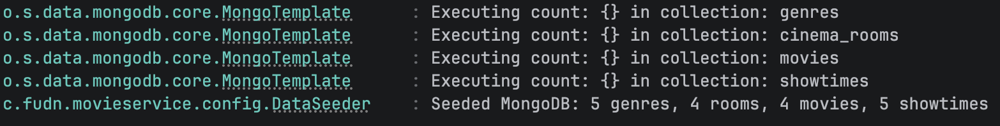 o.s.data.mongodb.core.MongoTemplate : Executing count: {} in collection: genres
o.s.data.mongodb.core.MongoTemplate : Executing count: {} in collection: cinema_rooms
o.s.data.mongodb.core.MongoTemplate : Executing count: {} in collection: movies
o.s.data.mongodb.core.MongoTemplate : Executing count: {} in collection: showtimes
c.fudn.movieservice.config.DataSeeder : Seeded MongoDB: 5 genres, 4 rooms, 4 movies, 5 showtimes